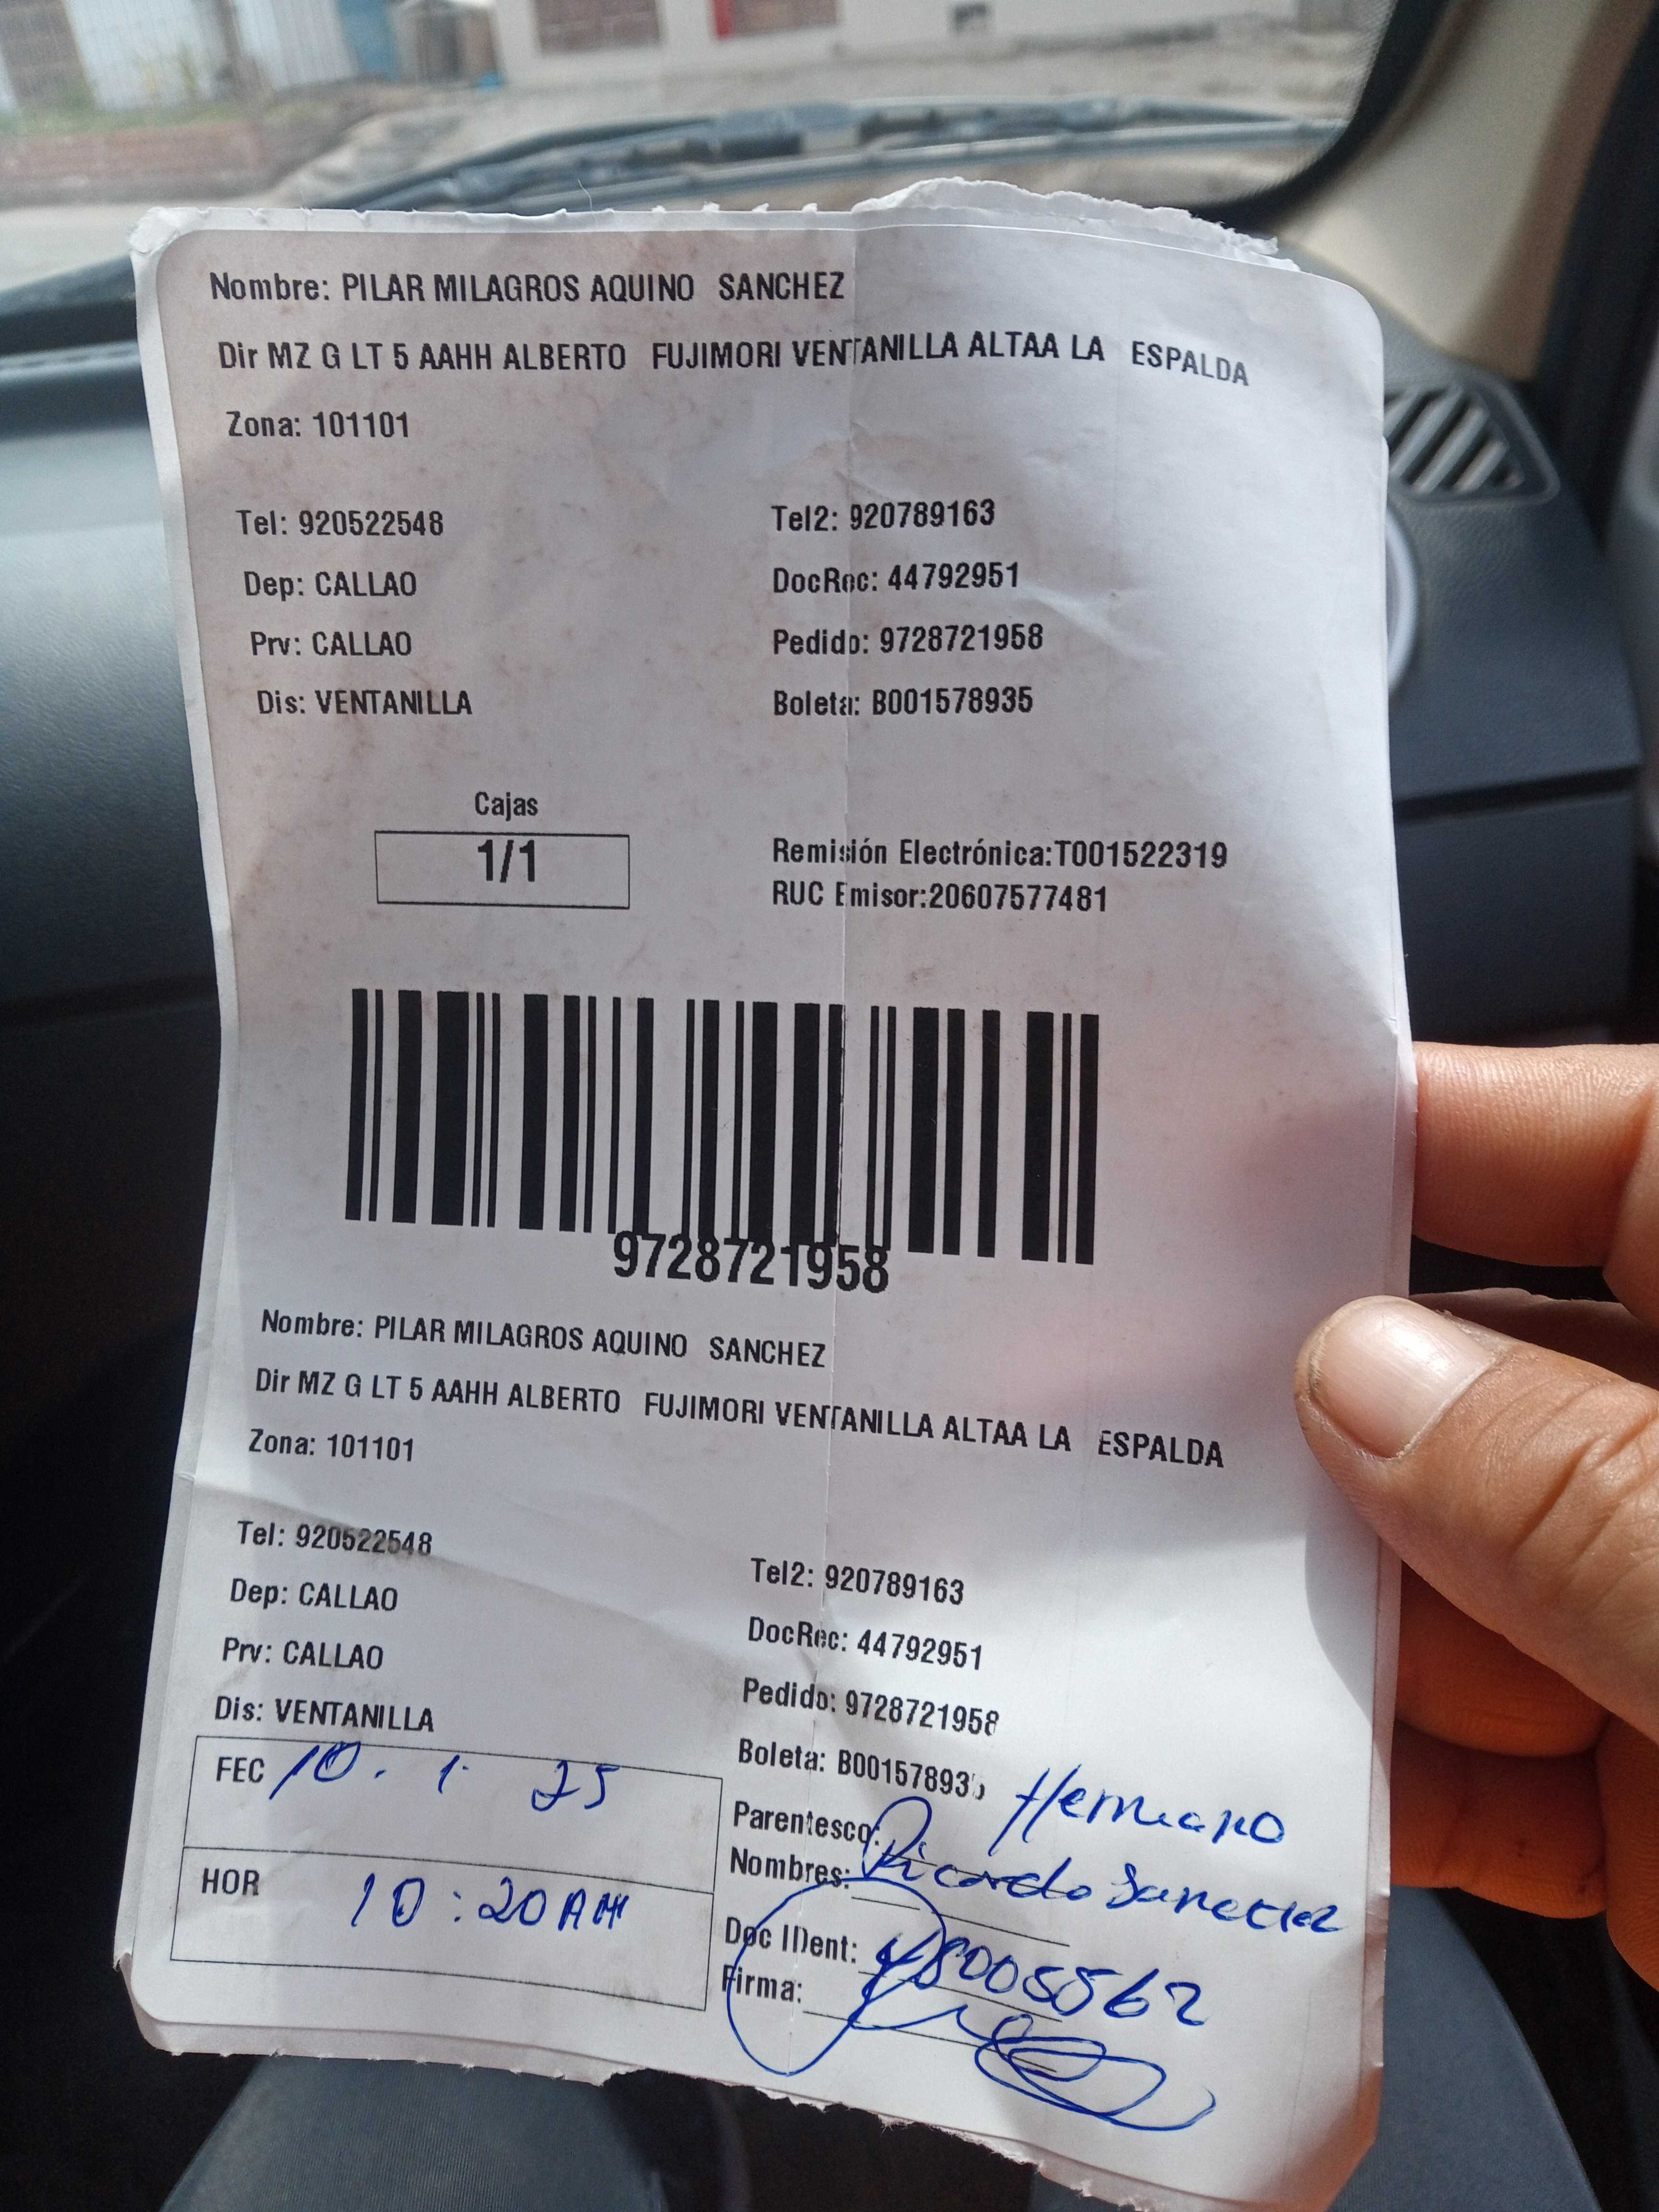 Nombre: PILAR MILAGROS AQUINO SANCHEZ
Dir MZ G LT 5 AAHH ALBERTO FUJIMORI VENTANILLA ALTAA LA ESPALDA
Zona: 101101
Tel: 920522548 Tel2: 920789163
Dep: CALLAO DocRec: 44792951
Prv: CALLAO Pedido: 9728721958
Dis: VENTANILLA Boleta: B001578935
Cajas
1/1
Remisión Electrónica:T001522319
RUC Emisor:20607577481
9728721958
Nombre: PILAR MILAGROS AQUINO SANCHEZ
Dir MZ G LT 5 AAHH ALBERTO FUJIMORI VENTANILLA ALTAA LA ESPALDA
Zona: 101101
Tel: 920522548 Tel2: 920789163
Dep: CALLAO DocRec: 44792951
Prv: CALLAO Pedido: 9728721958
Dis: VENTANILLA Boleta: B001578935
FEC 10. 1. 25
HOR 10:20AM
Parentesco: Hermano
Nombres: Ricardo Sanchez
Doc IDent: 48005562
Firma: